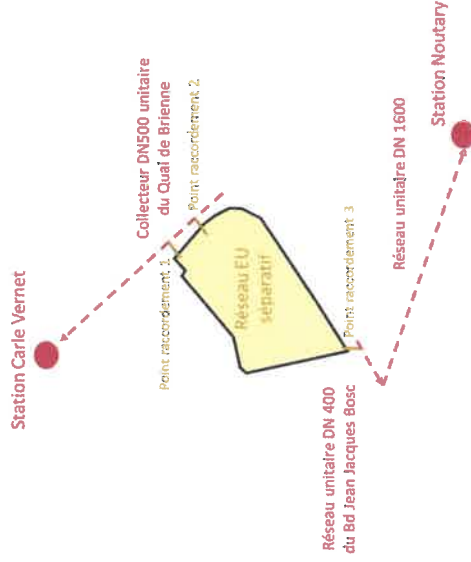 Station Carle Vernet
Collecteur DN500 unitaire
du Quai de Brienne
Point raccordement 1
Point raccordement 2
Réseau EU
séparatif
Point raccordement 3
Réseau unitaire DN 400
du Bd Jean Jacques Bosc
Réseau unitaire DN 1600
Station Noutary